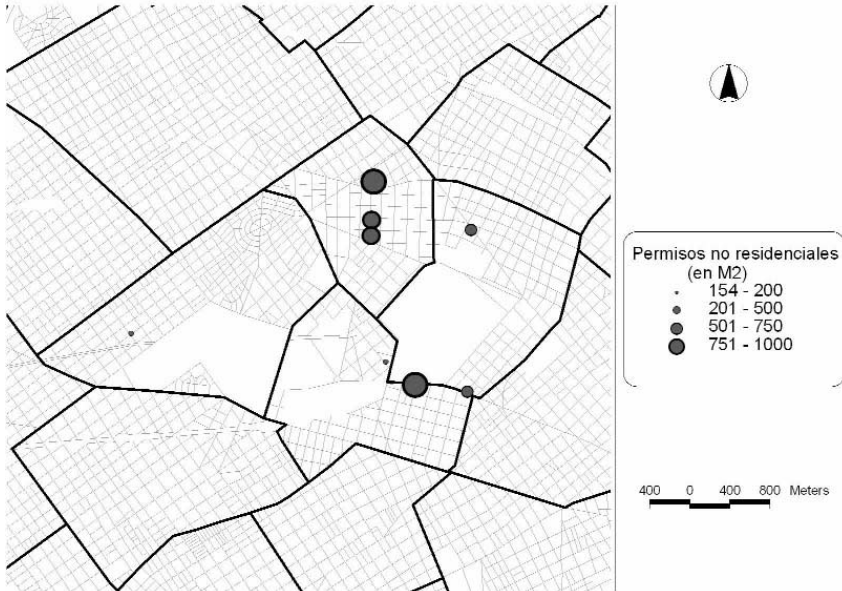 Permisos no residenciales
(en M2)
154 - 200
201 - 500
501 - 750
751 - 1000
400 0 400 800 Meters